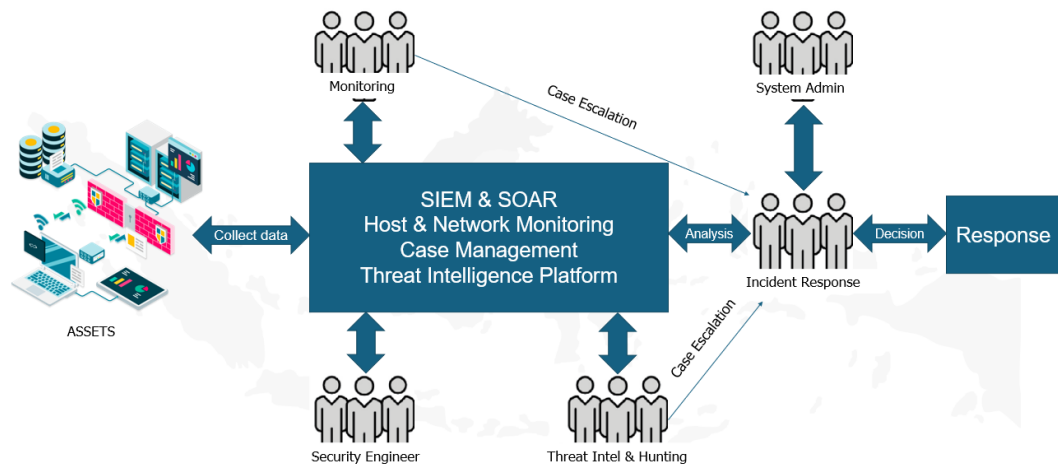 Monitoring
System Admin
Case Escalation
SIEM & SOAR
Host & Network Monitoring
Case Management
Threat Intelligence Platform
Collect data
Analysis
Decision
Response
Incident Response
ASSETS
Case Escalation
Security Engineer
Threat Intel & Hunting